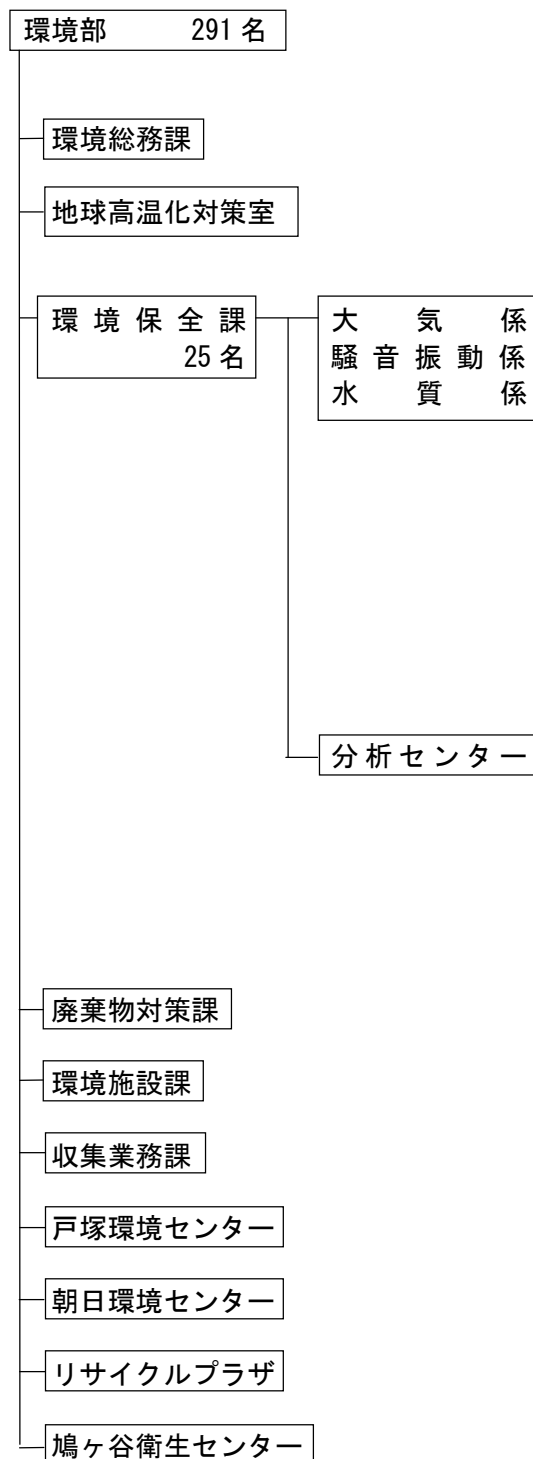 環境部 291名
環境総務課
地球高温化対策室
環境保全課
25名
大気係
騒音振動係
水質係
分析センター
廃棄物対策課
環境施設課
収集業務課
戸塚環境センター
朝日環境センター
リサイクルプラザ
鳩ヶ谷衛生センター